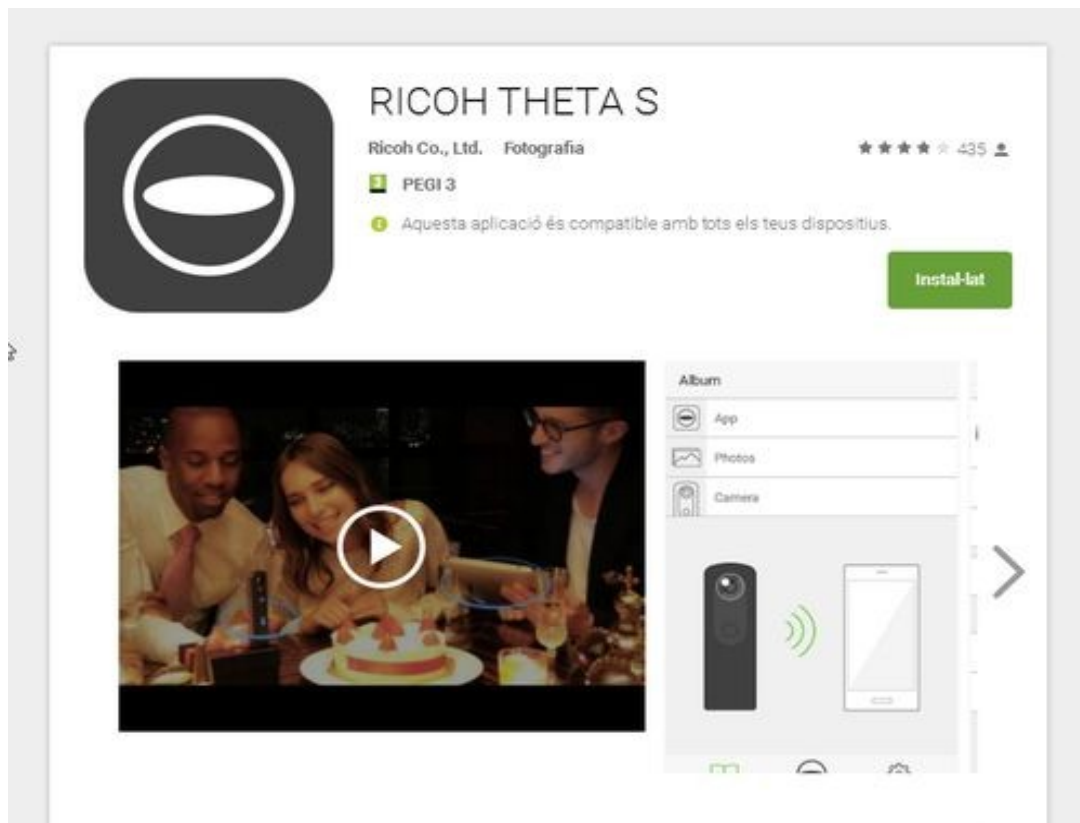 RICOH THETA S
Ricoh Co., Ltd. Fotografia
435
3 PEGI 3
Aquesta aplicació és compatible amb tots els teus dispositius.
Instal·lat
Album
App
Photos
Camera